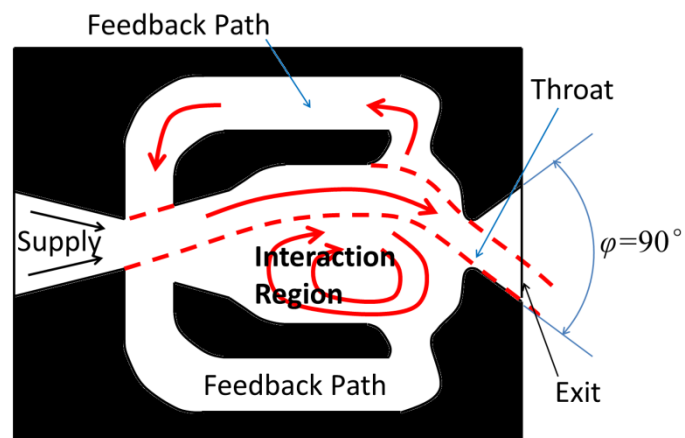 Feedback Path
Throat
Supply
Interaction
Region
φ=90°
Feedback Path
Exit